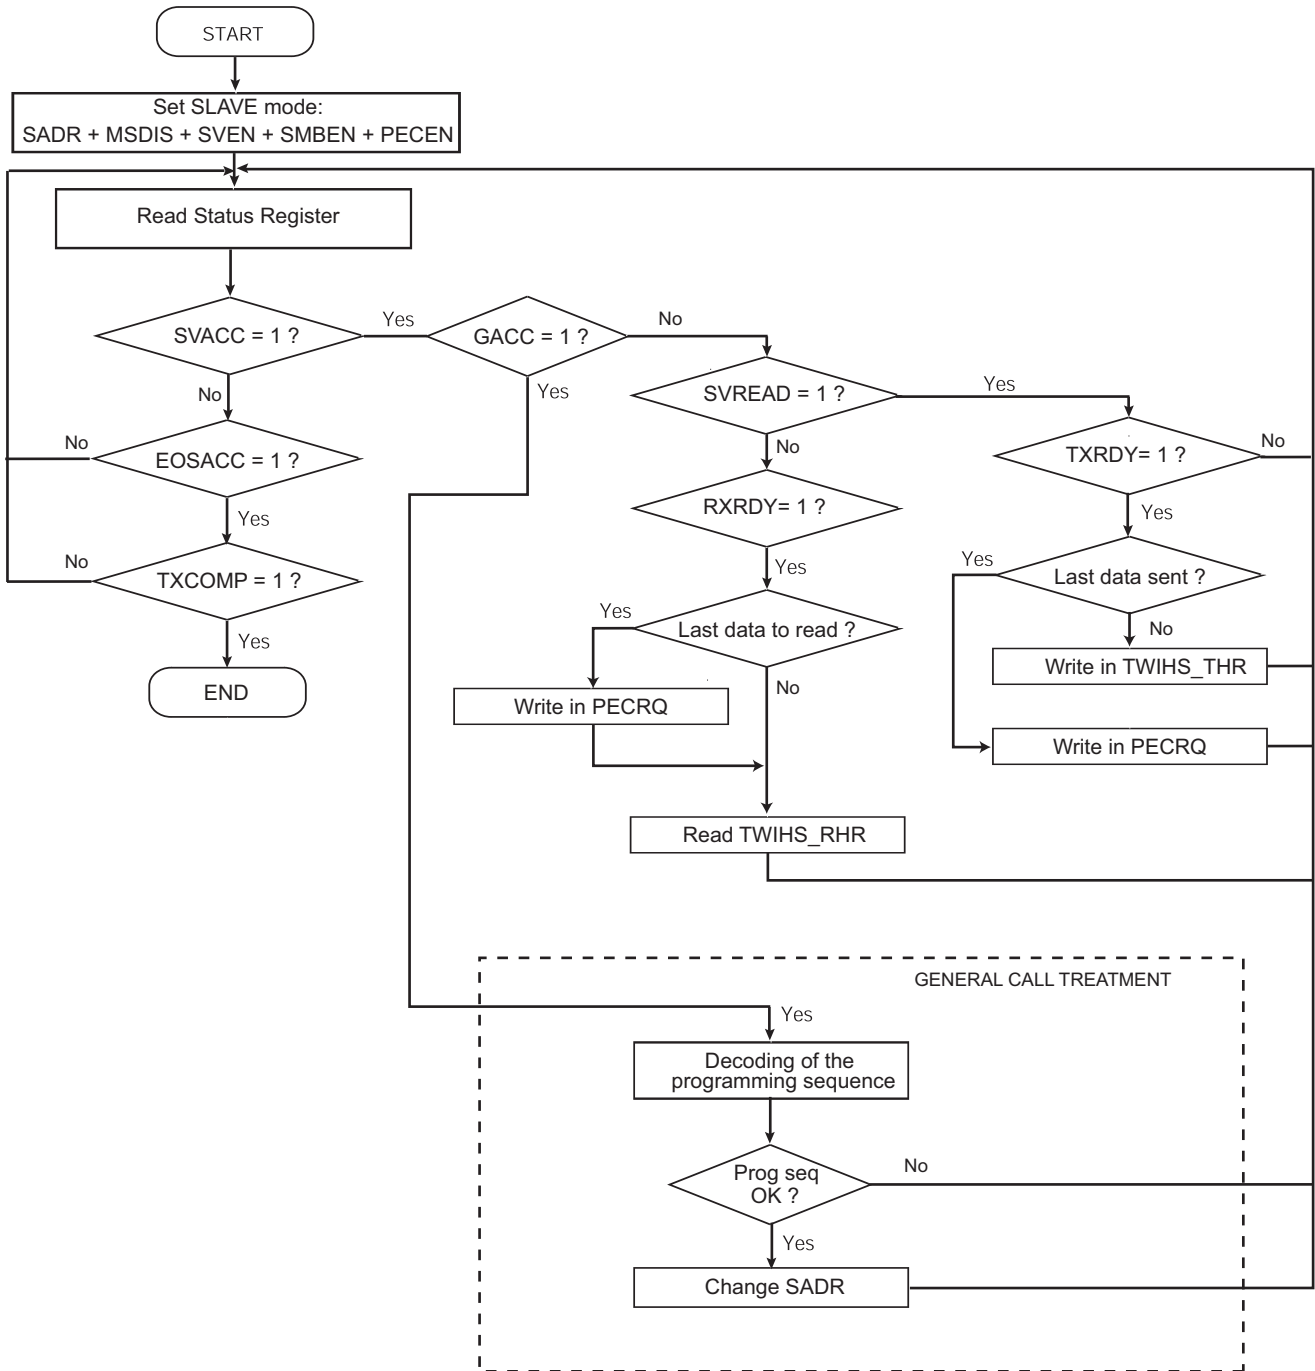 START
Set SLAVE mode:
SADR + MSDIS + SVEN + SMBEN + PECEN
Read Status Register
SVACC = 1 ?
Yes
GACC = 1 ?
No
No
Yes
SVREAD = 1 ?
Yes
No
EOSACC = 1 ?
No
TXRDY= 1 ?
No
RXRDY= 1 ?
Yes
Yes
No
TXCOMP = 1 ?
Yes
Yes
Last data sent ?
Yes
Last data to read ?
No
Yes
Write in TWIHS_THR
END
No
Write in PECRQ
Write in PECRQ
Read TWIHS_RHR
GENERAL CALL TREATMENT
Yes
Decoding of the
programming sequence
Prog seq
OK ?
No
Yes
Change SADR